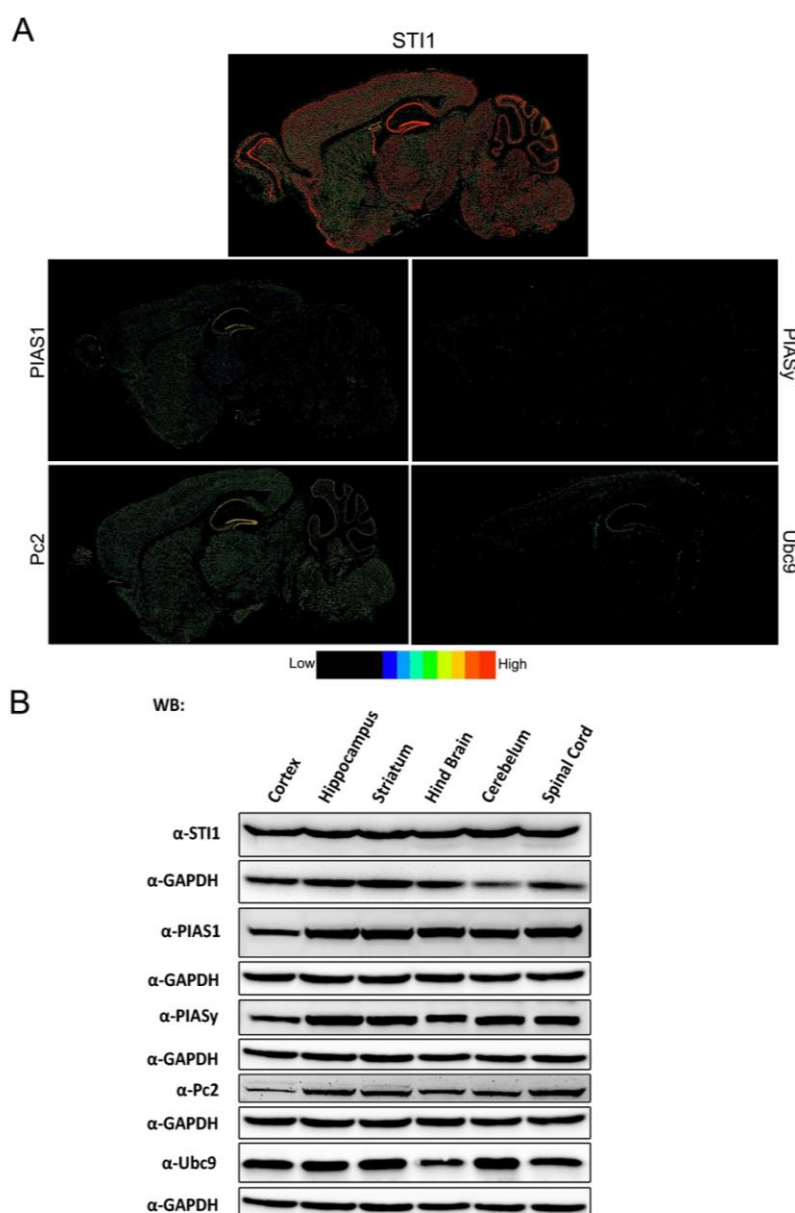 A
STI1
PIAS1
PIASy
Pc2
Ubc9
Low
High
B
WB:
Cortex
Hippocampus
Striatum
Hind Brain
Cerebelum
Spinal Cord
α-STI1
α-GAPDH
α-PIAS1
α-GAPDH
α-PIASy
α-GAPDH
α-Pc2
α-GAPDH
α-Ubc9
α-GAPDH